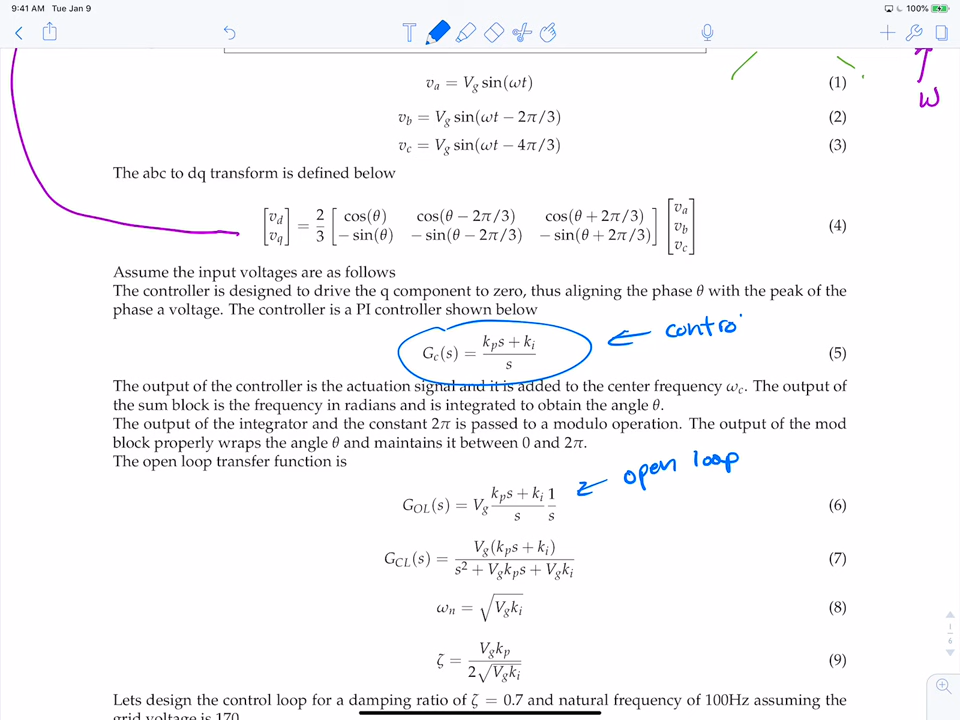 9:41 AM Tue Jan 9
100%
T
v_a = V_g sin(ωt) (1)
w
v_b = V_g sin(ωt − 2π/3) (2)
v_c = V_g sin(ωt − 4π/3) (3)
The abc to dq transform is defined below
[v_d v_q] = 2/3 [cos(θ) cos(θ − 2π/3) cos(θ + 2π/3) − sin(θ) − sin(θ − 2π/3) − sin(θ + 2π/3)] [v_a v_b v_c] (4)
Assume the input voltages are as follows
The controller is designed to drive the q component to zero, thus aligning the phase θ with the peak of the
phase a voltage. The controller is a PI controller shown below
contro
G_c(s) = (k_p s + k_i)/s (5)
The output of the controller is the actuation signal and it is added to the center frequency ω_c. The output of
the sum block is the frequency in radians and is integrated to obtain the angle θ.
The output of the integrator and the constant 2π is passed to a modulo operation. The output of the mod
block properly wraps the angle θ and maintains it between 0 and 2π.
The open loop transfer function is
open loop
G_OL(s) = V_g (k_p s + k_i)/s 1/s (6)
G_CL(s) = V_g(k_p s + k_i)/(s² + V_g k_p s + V_g k_i) (7)
ω_n = √(V_g k_i) (8)
ζ = V_g k_p/(2√(V_g k_i)) (9)
Lets design the control loop for a damping ratio of ζ = 0.7 and natural frequency of 100Hz assuming the
grid voltage is 170
1
6